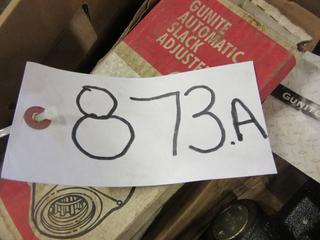 GUNITE
AUTOMATIC
SLACK
ADJUSTER
GUNITE
873.A